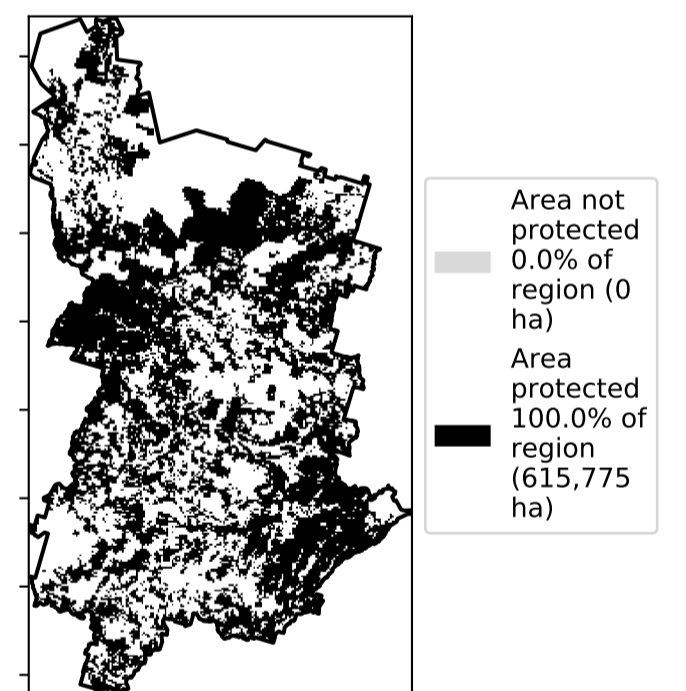 Area not
protected
0.0% of
region (0
ha)
Area
protected
100.0% of
region
(615,775
ha)